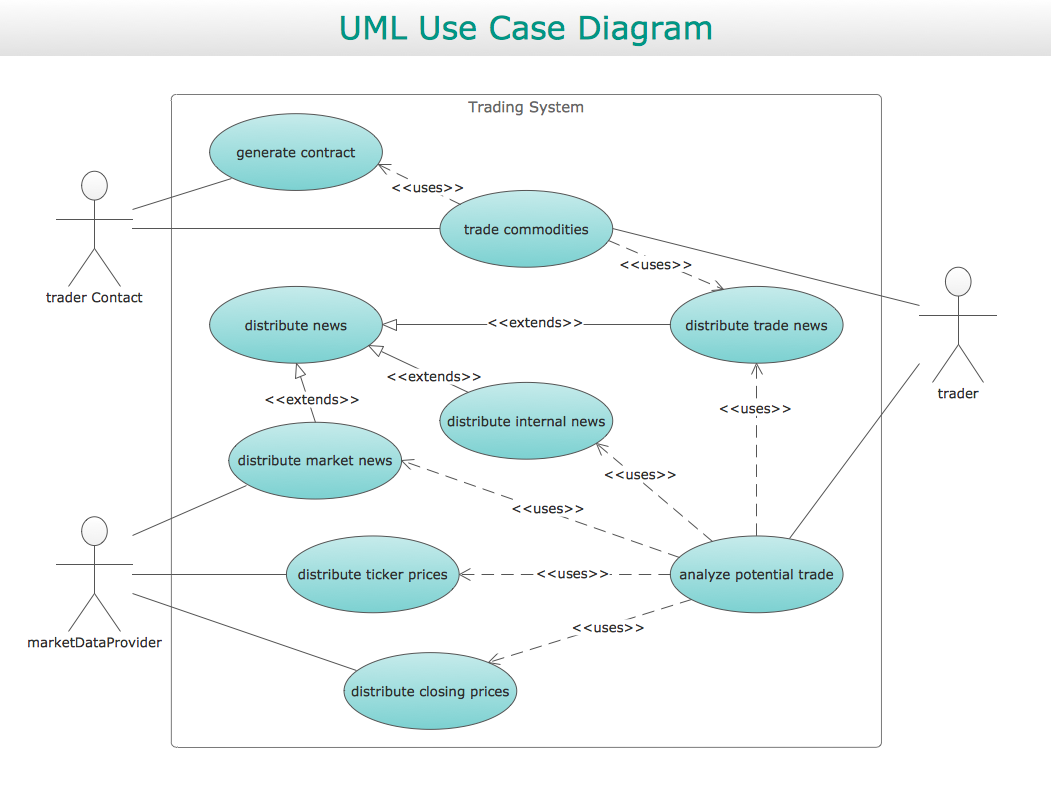 UML Use Case Diagram
Trading System
generate contract
<<uses>>
trade commodities
<<uses>>
trader Contact
distribute news
<<extends>>
distribute trade news
<<extends>>
<<extends>>
trader
<<uses>>
distribute internal news
distribute market news
<<uses>>
<<uses>>
distribute ticker prices
<<uses>>
analyze potential trade
<<uses>>
marketDataProvider
distribute closing prices